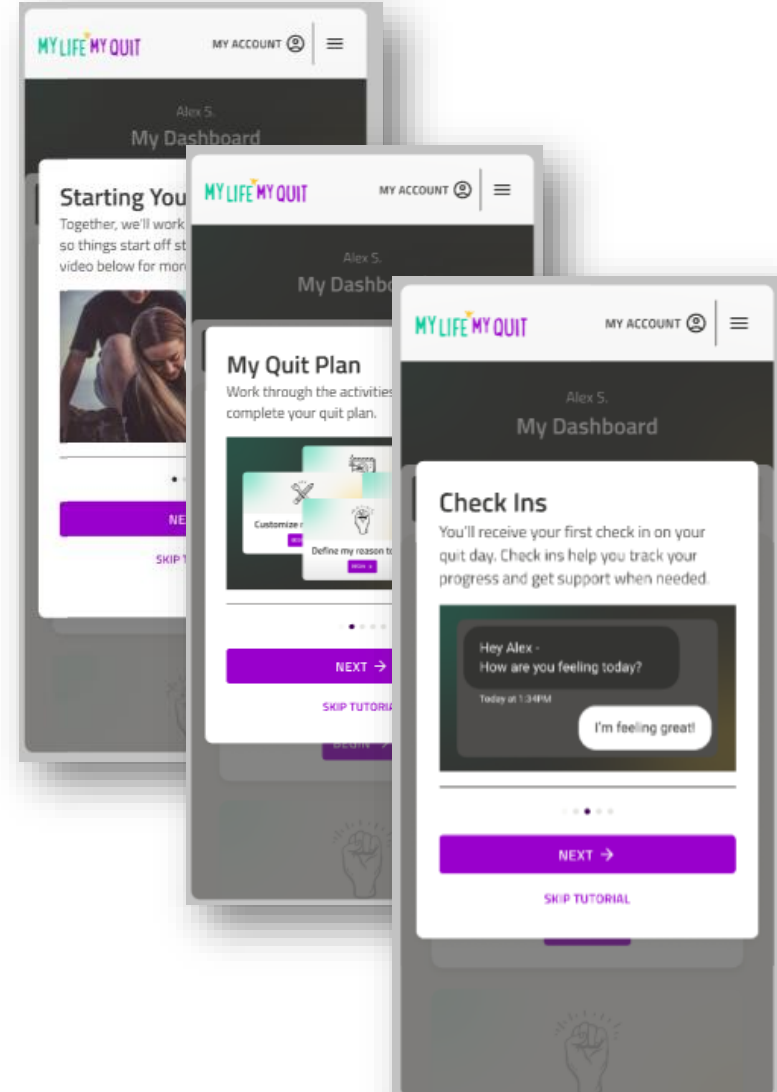 MY LIFE MY QUIT
MY ACCOUNT
Alex S.
My Dashboard
Starting You
Together, we'll work
so things start off st
video below for mor
NE
SKIP T
MY LIFE MY QUIT
MY ACCOUNT
Alex S.
My Dashbo
My Quit Plan
Work through the activities
complete your quit plan.
Customize
Define my reason to
BEGIN
NEXT →
SKIP TUTORIA
BEGIN
MY LIFE MY QUIT
MY ACCOUNT
Alex S.
My Dashboard
Check Ins
You'll receive your first check in on your
quit day. Check ins help you track your
progress and get support when needed.
Hey Alex -
How are you feeling today?
Today at 1:34PM
I'm feeling great!
NEXT →
SKIP TUTORIAL